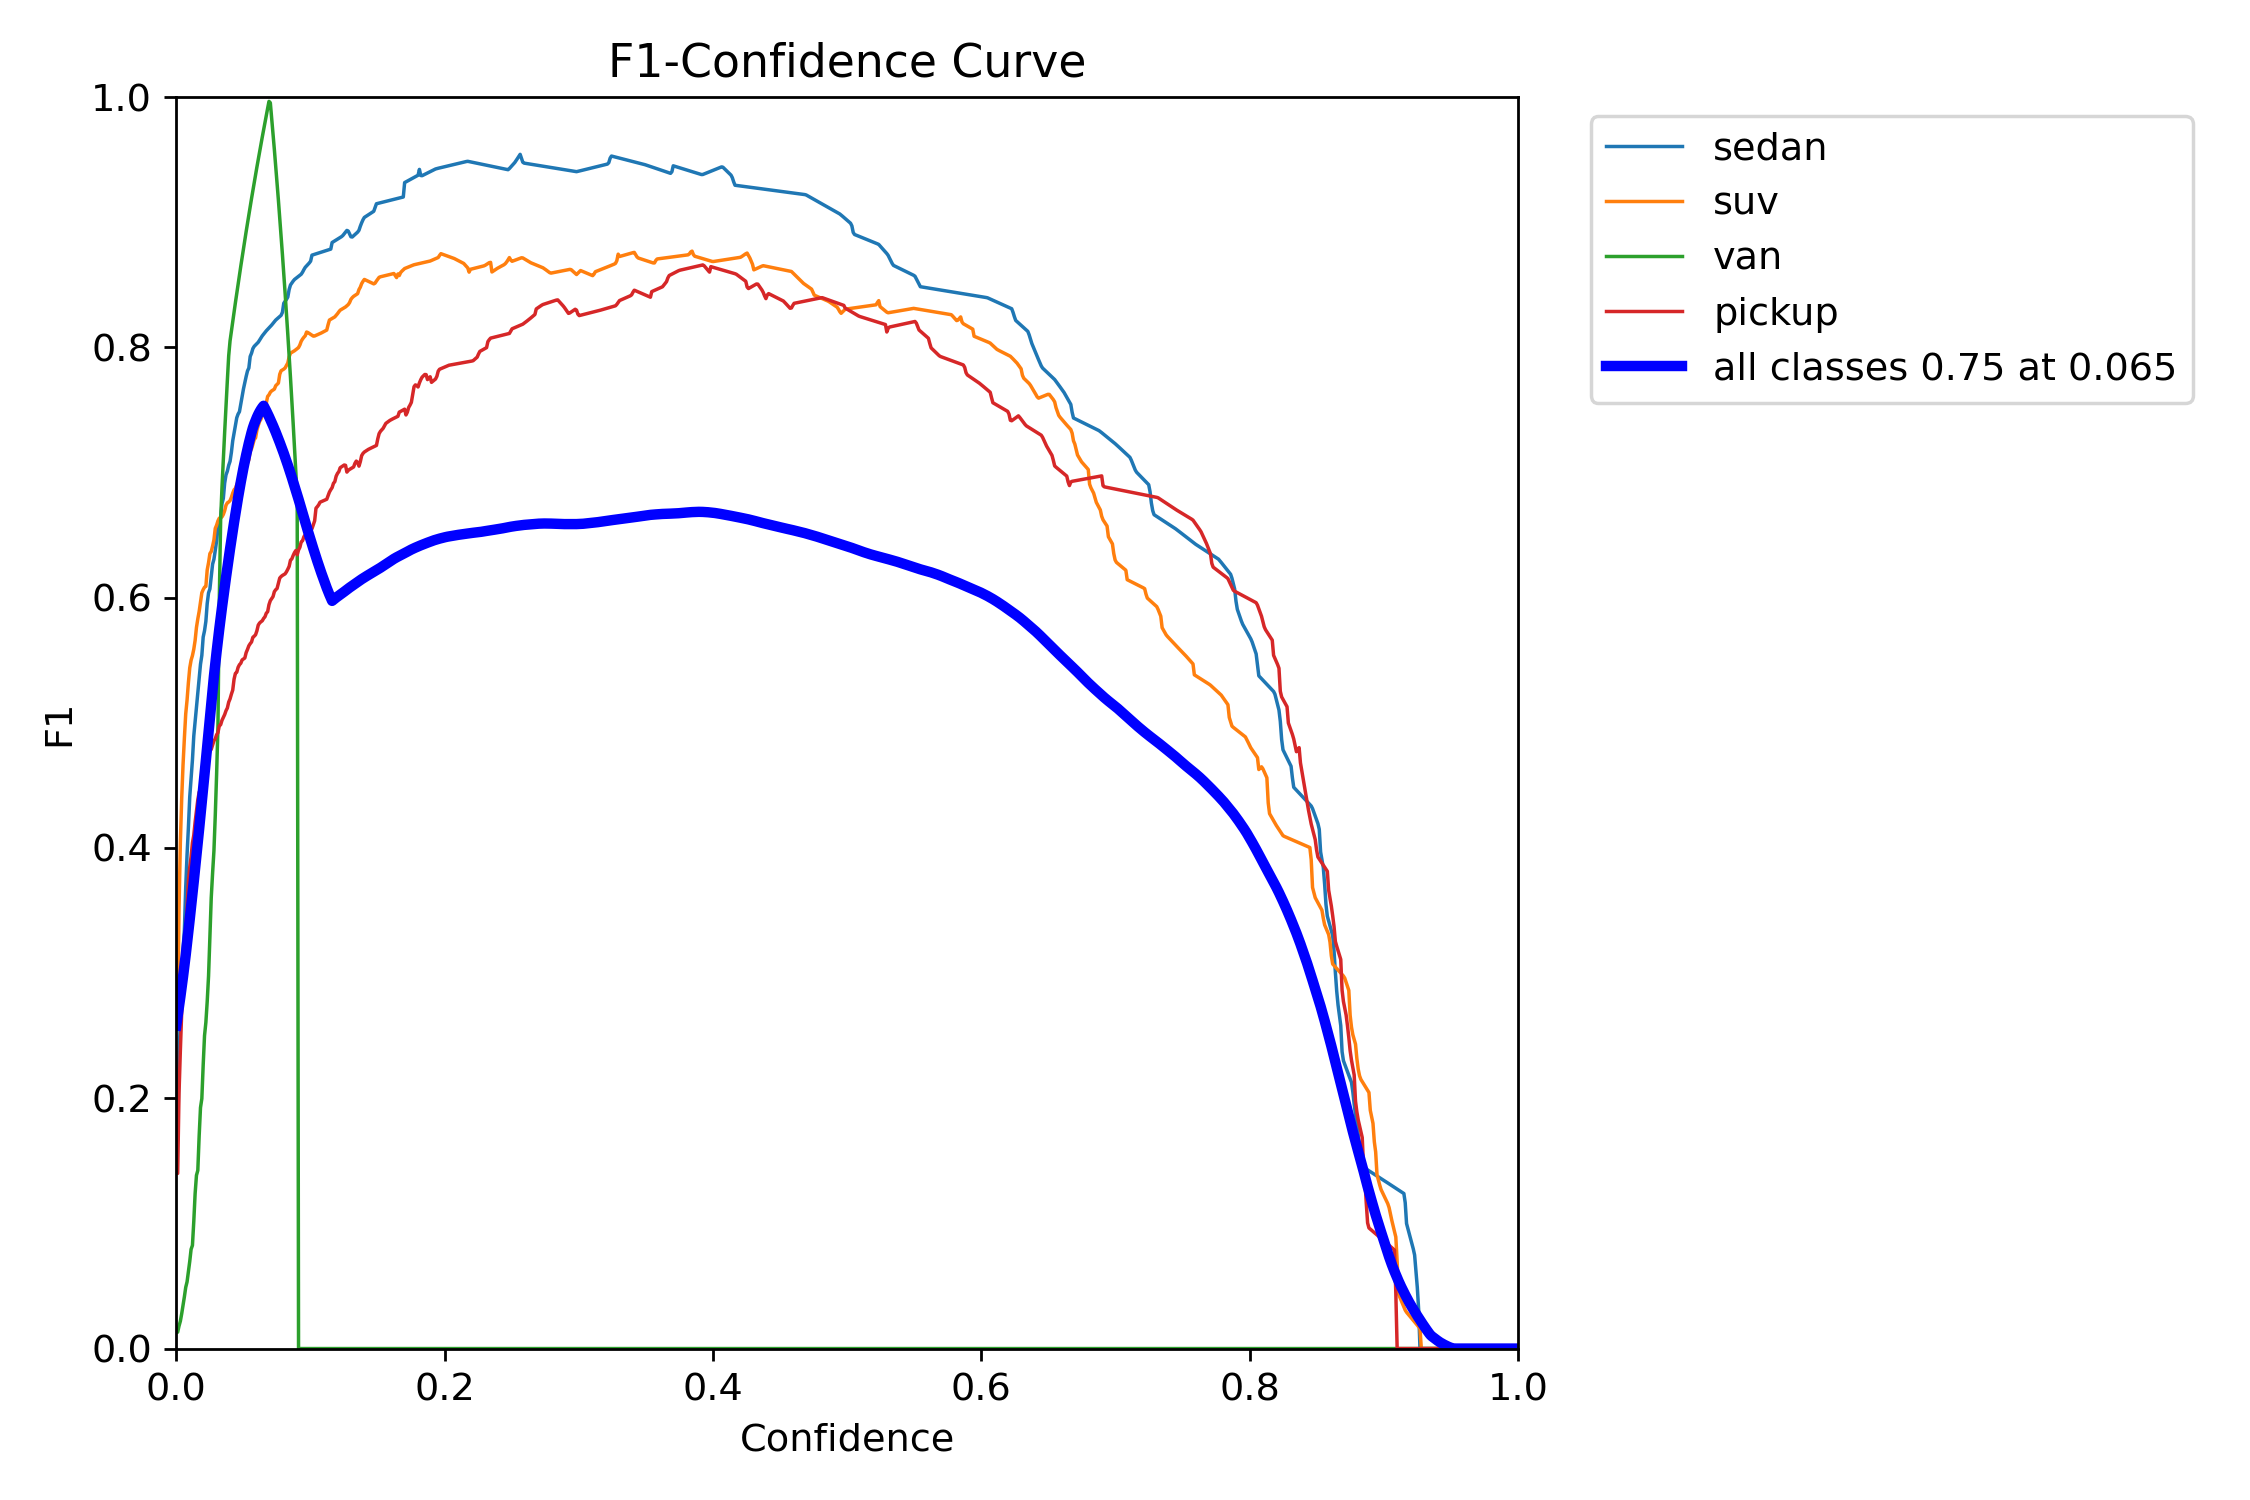 F1-Confidence Curve
F1
1.0
0.8
0.6
0.4
0.2
0.0
0.0 0.2 0.4 0.6 0.8 1.0
Confidence
sedan
suv
van
pickup
all classes 0.75 at 0.065